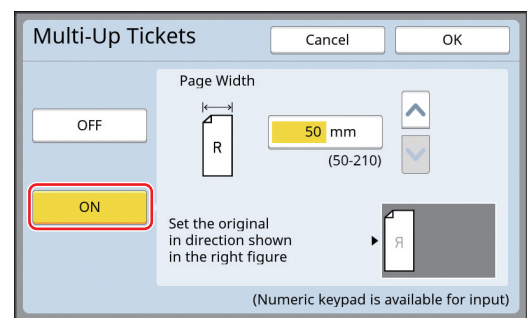 Multi-Up Tickets
Cancel
OK
Page Width
OFF
R
50 mm
(50-210)
ON
Set the original
in direction shown
in the right figure
R
(Numeric keypad is available for input)